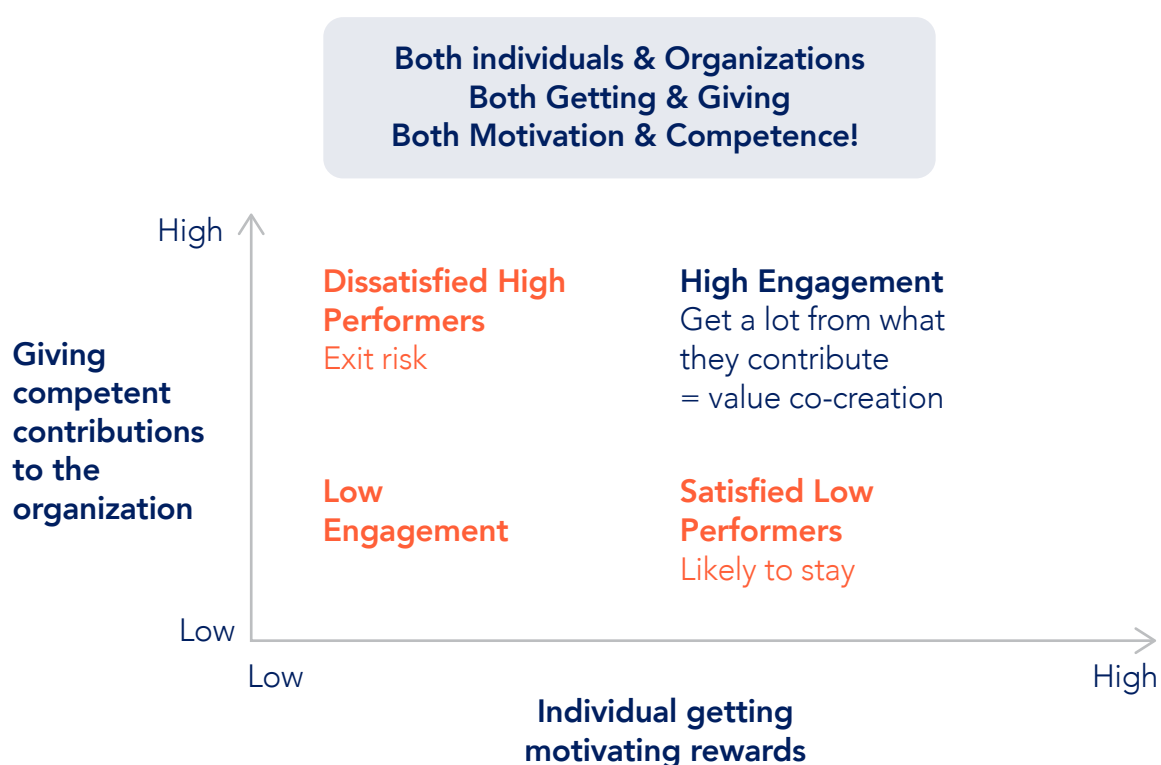 Both individuals & Organizations
Both Getting & Giving
Both Motivation & Competence!
High
Dissatisfied High
Performers
Exit risk
High Engagement
Get a lot from what
they contribute
= value co-creation
Giving
competent
contributions
to the
organization
Low
Engagement
Satisfied Low
Performers
Likely to stay
Low
Low
High
Individual getting
motivating rewards